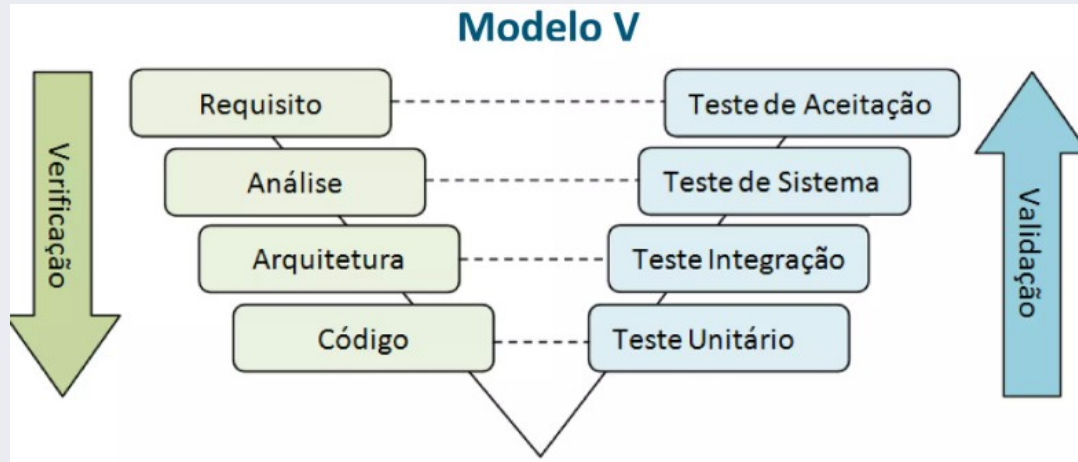 Modelo V
Verificação
Requisito
Teste de Aceitação
Análise
Teste de Sistema
Arquitetura
Teste Integração
Código
Teste Unitário
Validação